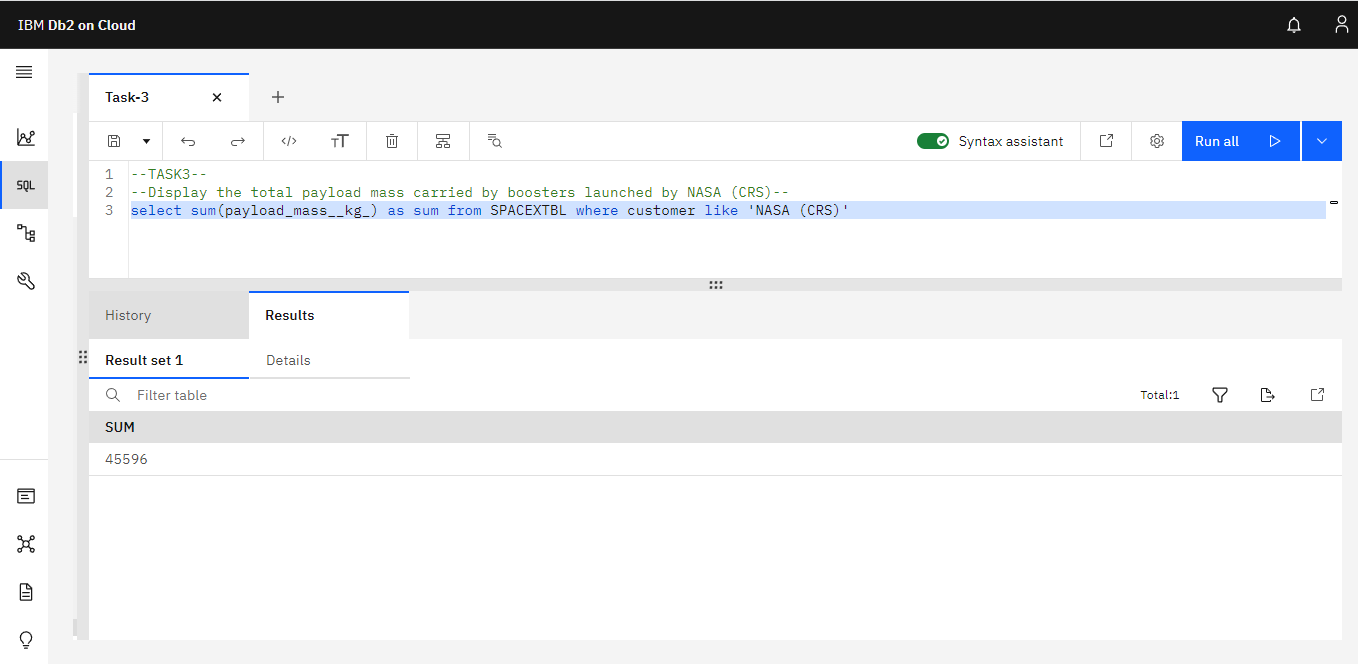 IBM Db2 on Cloud
Task-3
SQL
Syntax assistant
Run all
1 --TASK3--
2 --Display the total payload mass carried by boosters launched by NASA (CRS)--
3 select sum(payload_mass__kg_) as sum from SPACEXTBL where customer like 'NASA (CRS)'
History
Results
Result set 1
Details
Filter table
Total:1
SUM
45596